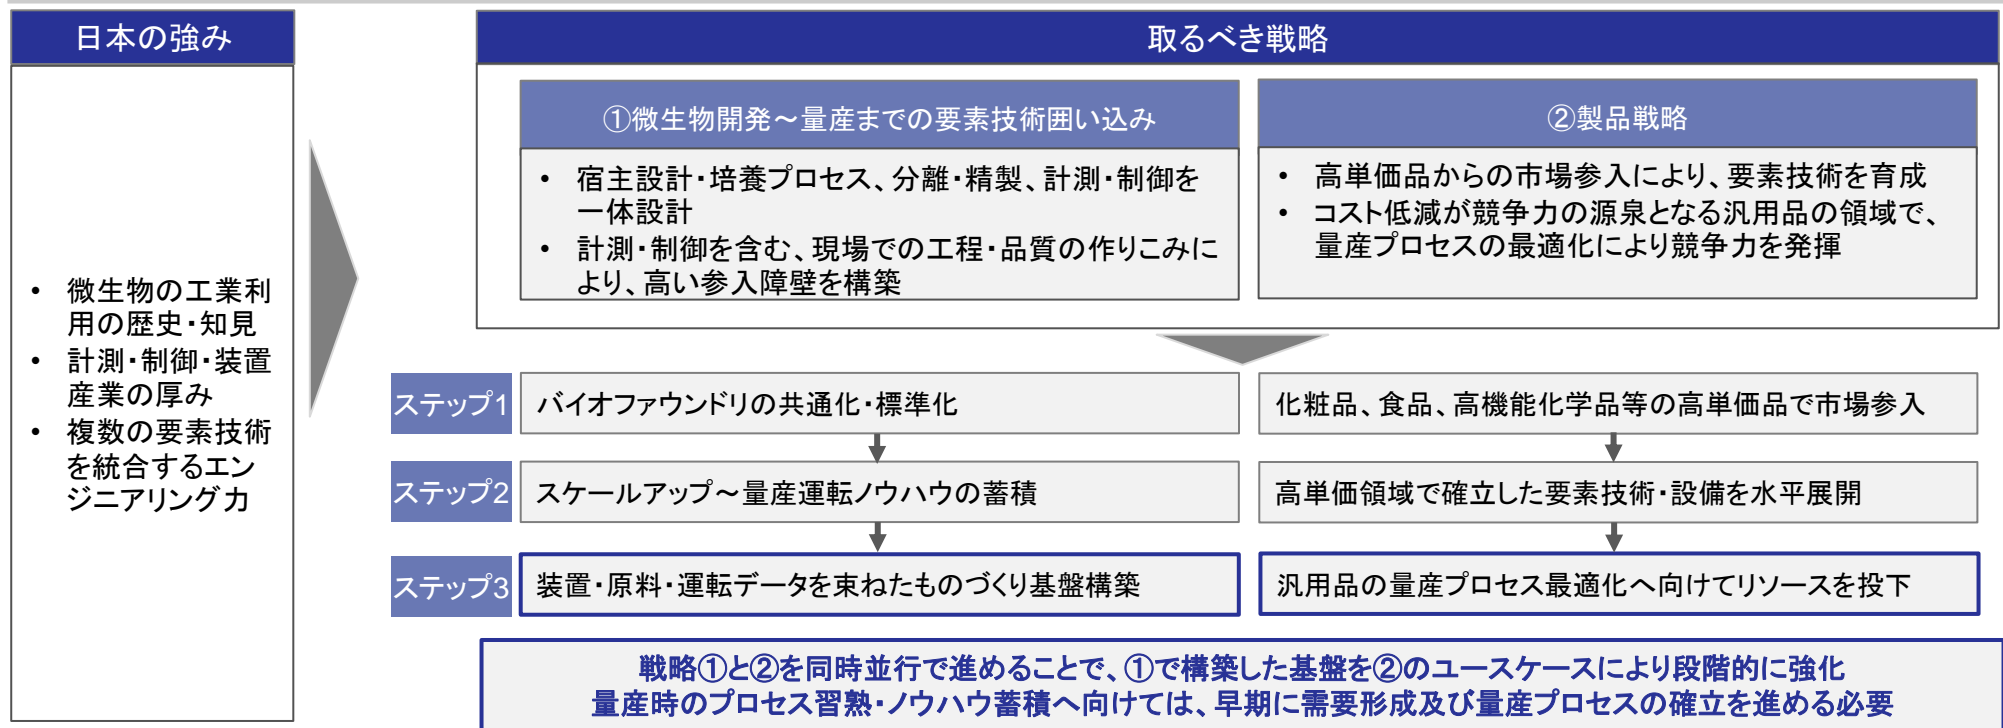 日本の強み
• 微生物の工業利
用の歴史・知見
• 計測・制御・装置
産業の厚み
• 複数の要素技術
を統合するエン
ジニアリング力
取るべき戦略
①微生物開発～量産までの要素技術囲い込み
• 宿主設計・培養プロセス、分離・精製、計測・制御を
一体設計
• 計測・制御を含む、現場での工程・品質の作りこみに
より、高い参入障壁を構築
②製品戦略
• 高単価品からの市場参入により、要素技術を育成
• コスト低減が競争力の源泉となる汎用品の領域で、
量産プロセスの最適化により競争力を発揮
ステップ1
バイオファウンドリの共通化・標準化
化粧品、食品、高機能化学品等の高単価品で市場参入
ステップ2
スケールアップ～量産運転ノウハウの蓄積
高単価領域で確立した要素技術・設備を水平展開
ステップ3
装置・原料・運転データを束ねたものづくり基盤構築
汎用品の量産プロセス最適化へ向けてリソースを投下
戦略①と②を同時並行で進めることで、①で構築した基盤を②のユースケースにより段階的に強化
量産時のプロセス習熟・ノウハウ蓄積へ向けては、早期に需要形成及び量産プロセスの確立を進める必要